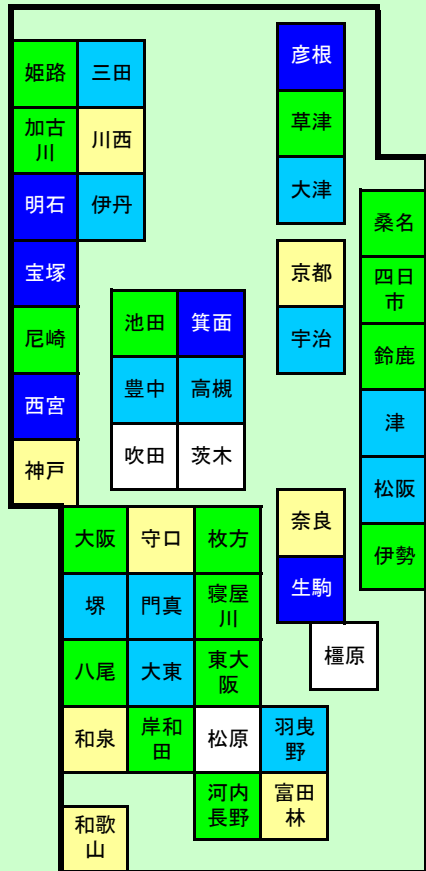 姫路
三田
加古
川
川西
明石
伊丹
宝塚
尼崎
西宮
神戸
彦根
草津
大津
京都
宇治
桑名
四日
市
鈴鹿
津
松阪
伊勢
池田
箕面
豊中
高槻
吹田
茨木
奈良
生駒
橿原
大阪
守口
枚方
堺
門真
寝屋
川
八尾
大東
東大
阪
和泉
岸和
田
松原
羽曳
野
河内
長野
富田
林
和歌
山